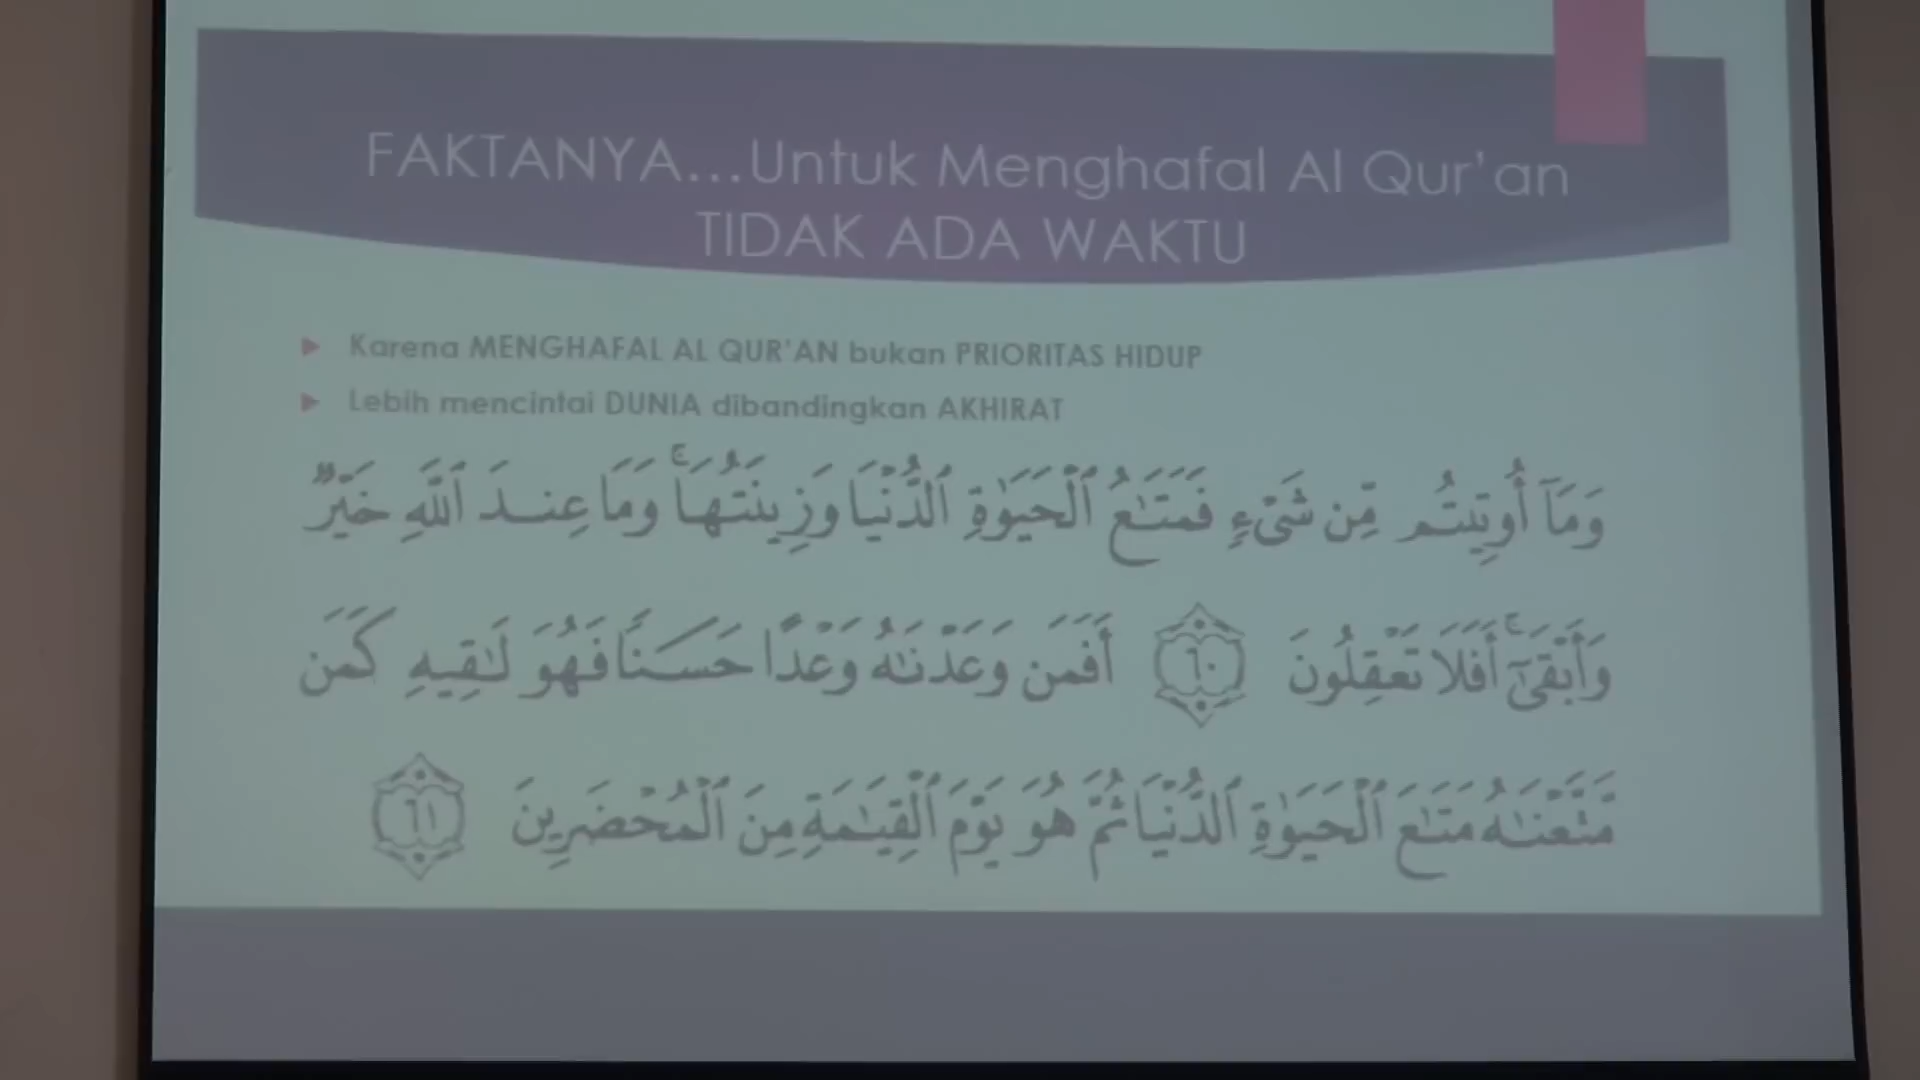 FAKTANYA...Untuk Menghafal Al Qur'an
TIDAK ADA WAKTU
Karena MENGHAFAL AL QUR'AN bukan PRIORITAS HIDUP
Lebih mencintai DUNIA dibandingkan AKHIRAT
وَمَآ أُوتِيتُم مِّن شَىْءٍ فَمَتَـٰعُ ٱلْحَيَوٰةِ ٱلدُّنْيَا وَزِينَتُهَا ۚ وَمَا عِندَ ٱللَّهِ خَيْرٌ
وَأَبْقَىٰٓ ۚ أَفَلَا تَعْقِلُونَ ٦٠ أَفَمَن وَعَدْنَـٰهُ وَعْدًا حَسَنًا فَهُوَ لَـٰقِيهِ كَمَن
مَّتَّعْنَـٰهُ مَتَـٰعَ ٱلْحَيَوٰةِ ٱلدُّنْيَا ثُمَّ هُوَ يَوْمَ ٱلْقِيَـٰمَةِ مِنَ ٱلْمُحْضَرِينَ ٦١